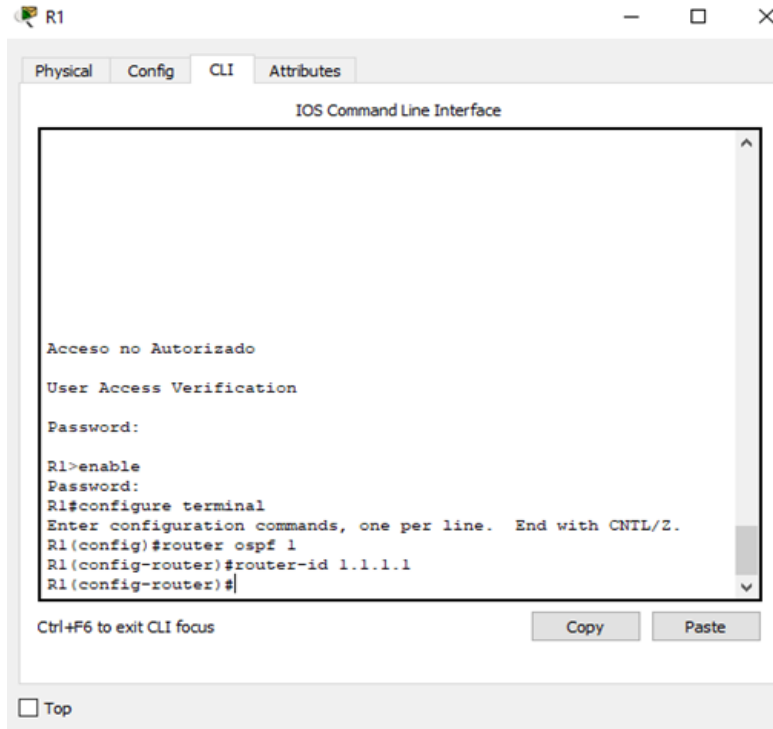 R1
Physical Config CLI Attributes
IOS Command Line Interface
Acceso no Autorizado
User Access Verification
Password:
R1>enable
Password:
R1#configure terminal
Enter configuration commands, one per line.  End with CNTL/Z.
R1(config)#router ospf 1
R1(config-router)#router-id 1.1.1.1
R1(config-router)#
Ctrl+F6 to exit CLI focus
Copy Paste
Top